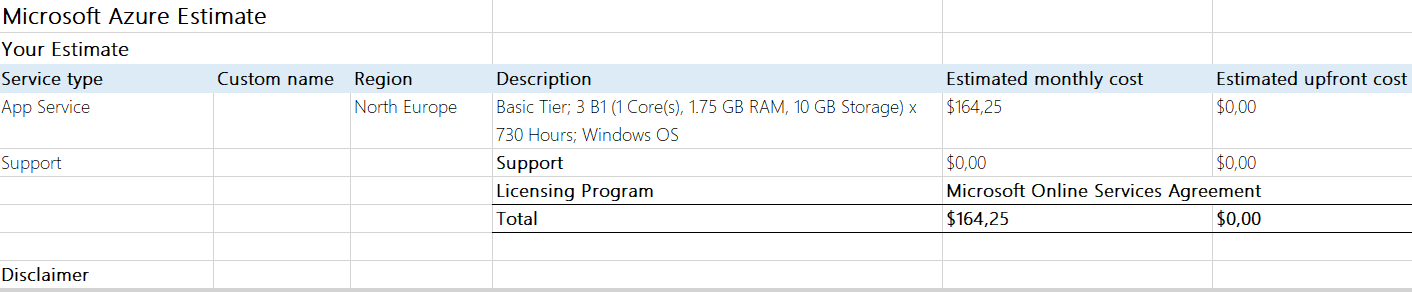 Microsoft Azure Estimate
Your Estimate
Service type Custom name Region Description Estimated monthly cost Estimated upfront cost
App Service North Europe Basic Tier; 3 B1 (1 Core(s), 1.75 GB RAM, 10 GB Storage) x $164,25 $0,00
730 Hours; Windows OS
Support Support $0,00 $0,00
Licensing Program Microsoft Online Services Agreement
Total $164,25 $0,00
Disclaimer